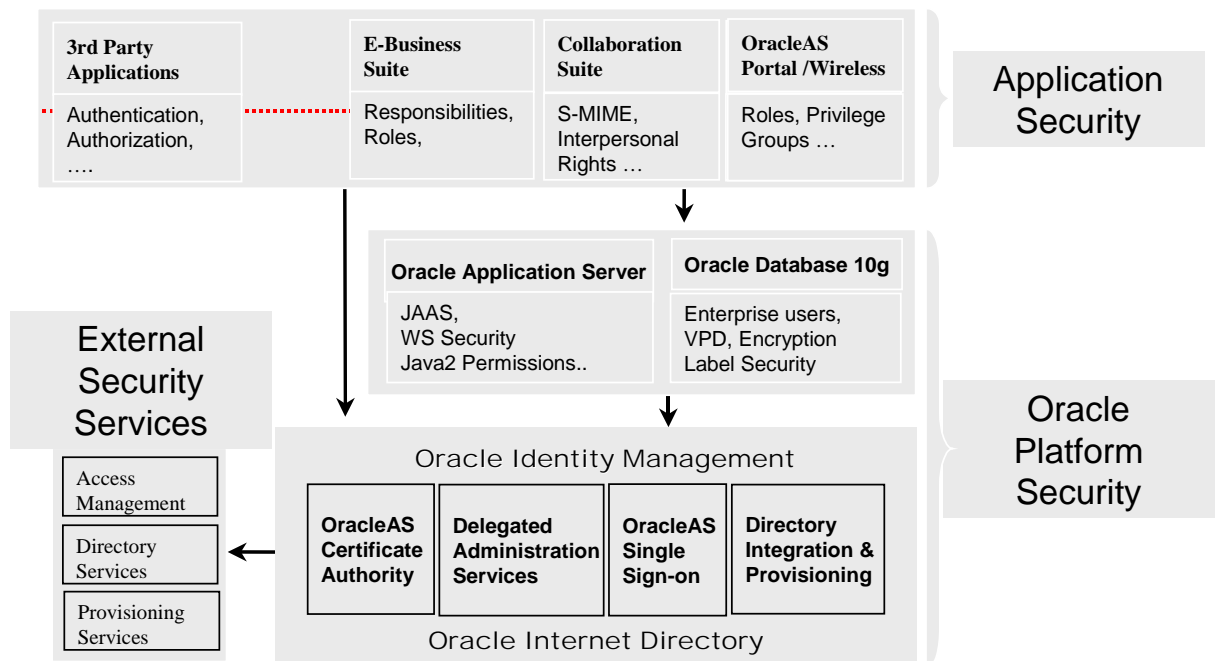 3rd Party
Applications
Authentication,
Authorization,
....
E-Business
Suite
Responsibilities,
Roles,
Collaboration
Suite
S-MIME,
Interpersonal
Rights ...
OracleAS
Portal /Wireless
Roles, Privilege
Groups ...
Application
Security
Oracle Application Server
JAAS,
WS Security
Java2 Permissions..
Oracle Database 10g
Enterprise users,
VPD, Encryption
Label Security
External
Security
Services
Access
Management
Directory
Services
Provisioning
Services
Oracle Identity Management
OracleAS
Certificate
Authority
Delegated
Administration
Services
OracleAS
Single
Sign-on
Directory
Integration &
Provisioning
Oracle Internet Directory
Oracle
Platform
Security